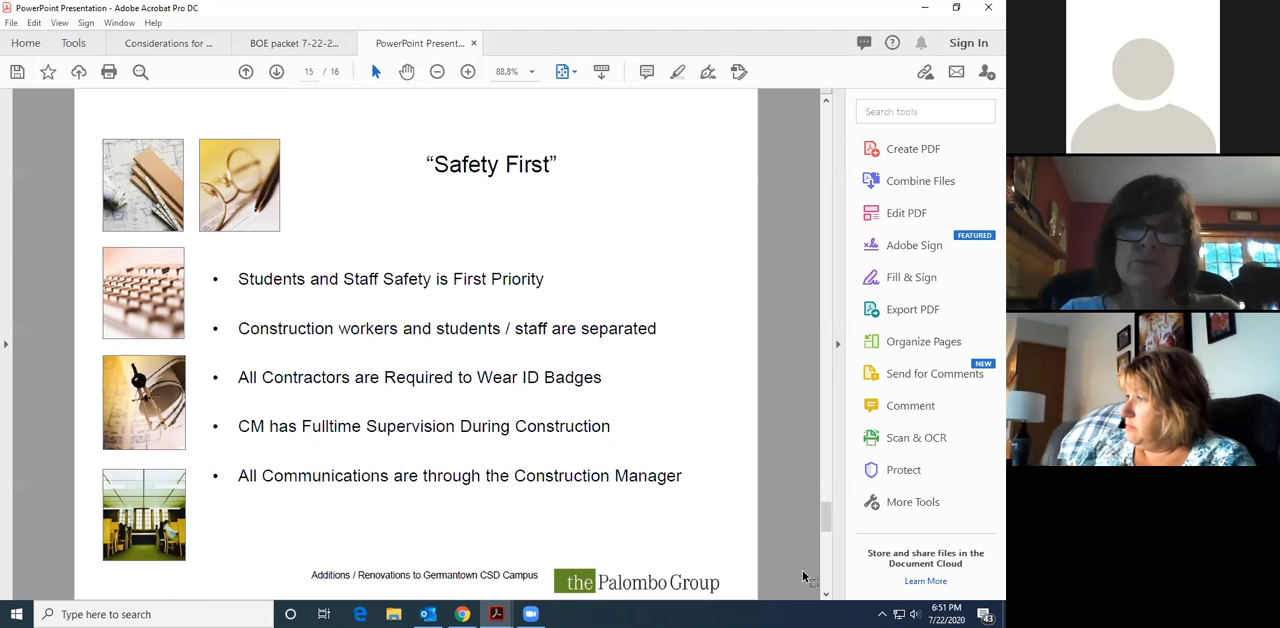 PowerPoint Presentation - Adobe Acrobat Pro DC
File Edit View Sign Window Help
Home Tools Considerations for ... BOE packet 7-22-2... PowerPoint Present... × Sign In
15 / 16 88.8%
"Safety First"
• Students and Staff Safety is First Priority
• Construction workers and students / staff are separated
• All Contractors are Required to Wear ID Badges
• CM has Fulltime Supervision During Construction
• All Communications are through the Construction Manager
Additions / Renovations to Germantown CSD Campus
the Palombo Group
Search tools
Create PDF
Combine Files
Edit PDF
FEATURED
Adobe Sign
Fill & Sign
Export PDF
Organize Pages
NEW
Send for Comments
Comment
Scan & OCR
Protect
More Tools
Store and share files in the
Document Cloud
Learn More
Type here to search
6:51 PM
7/22/2020
43